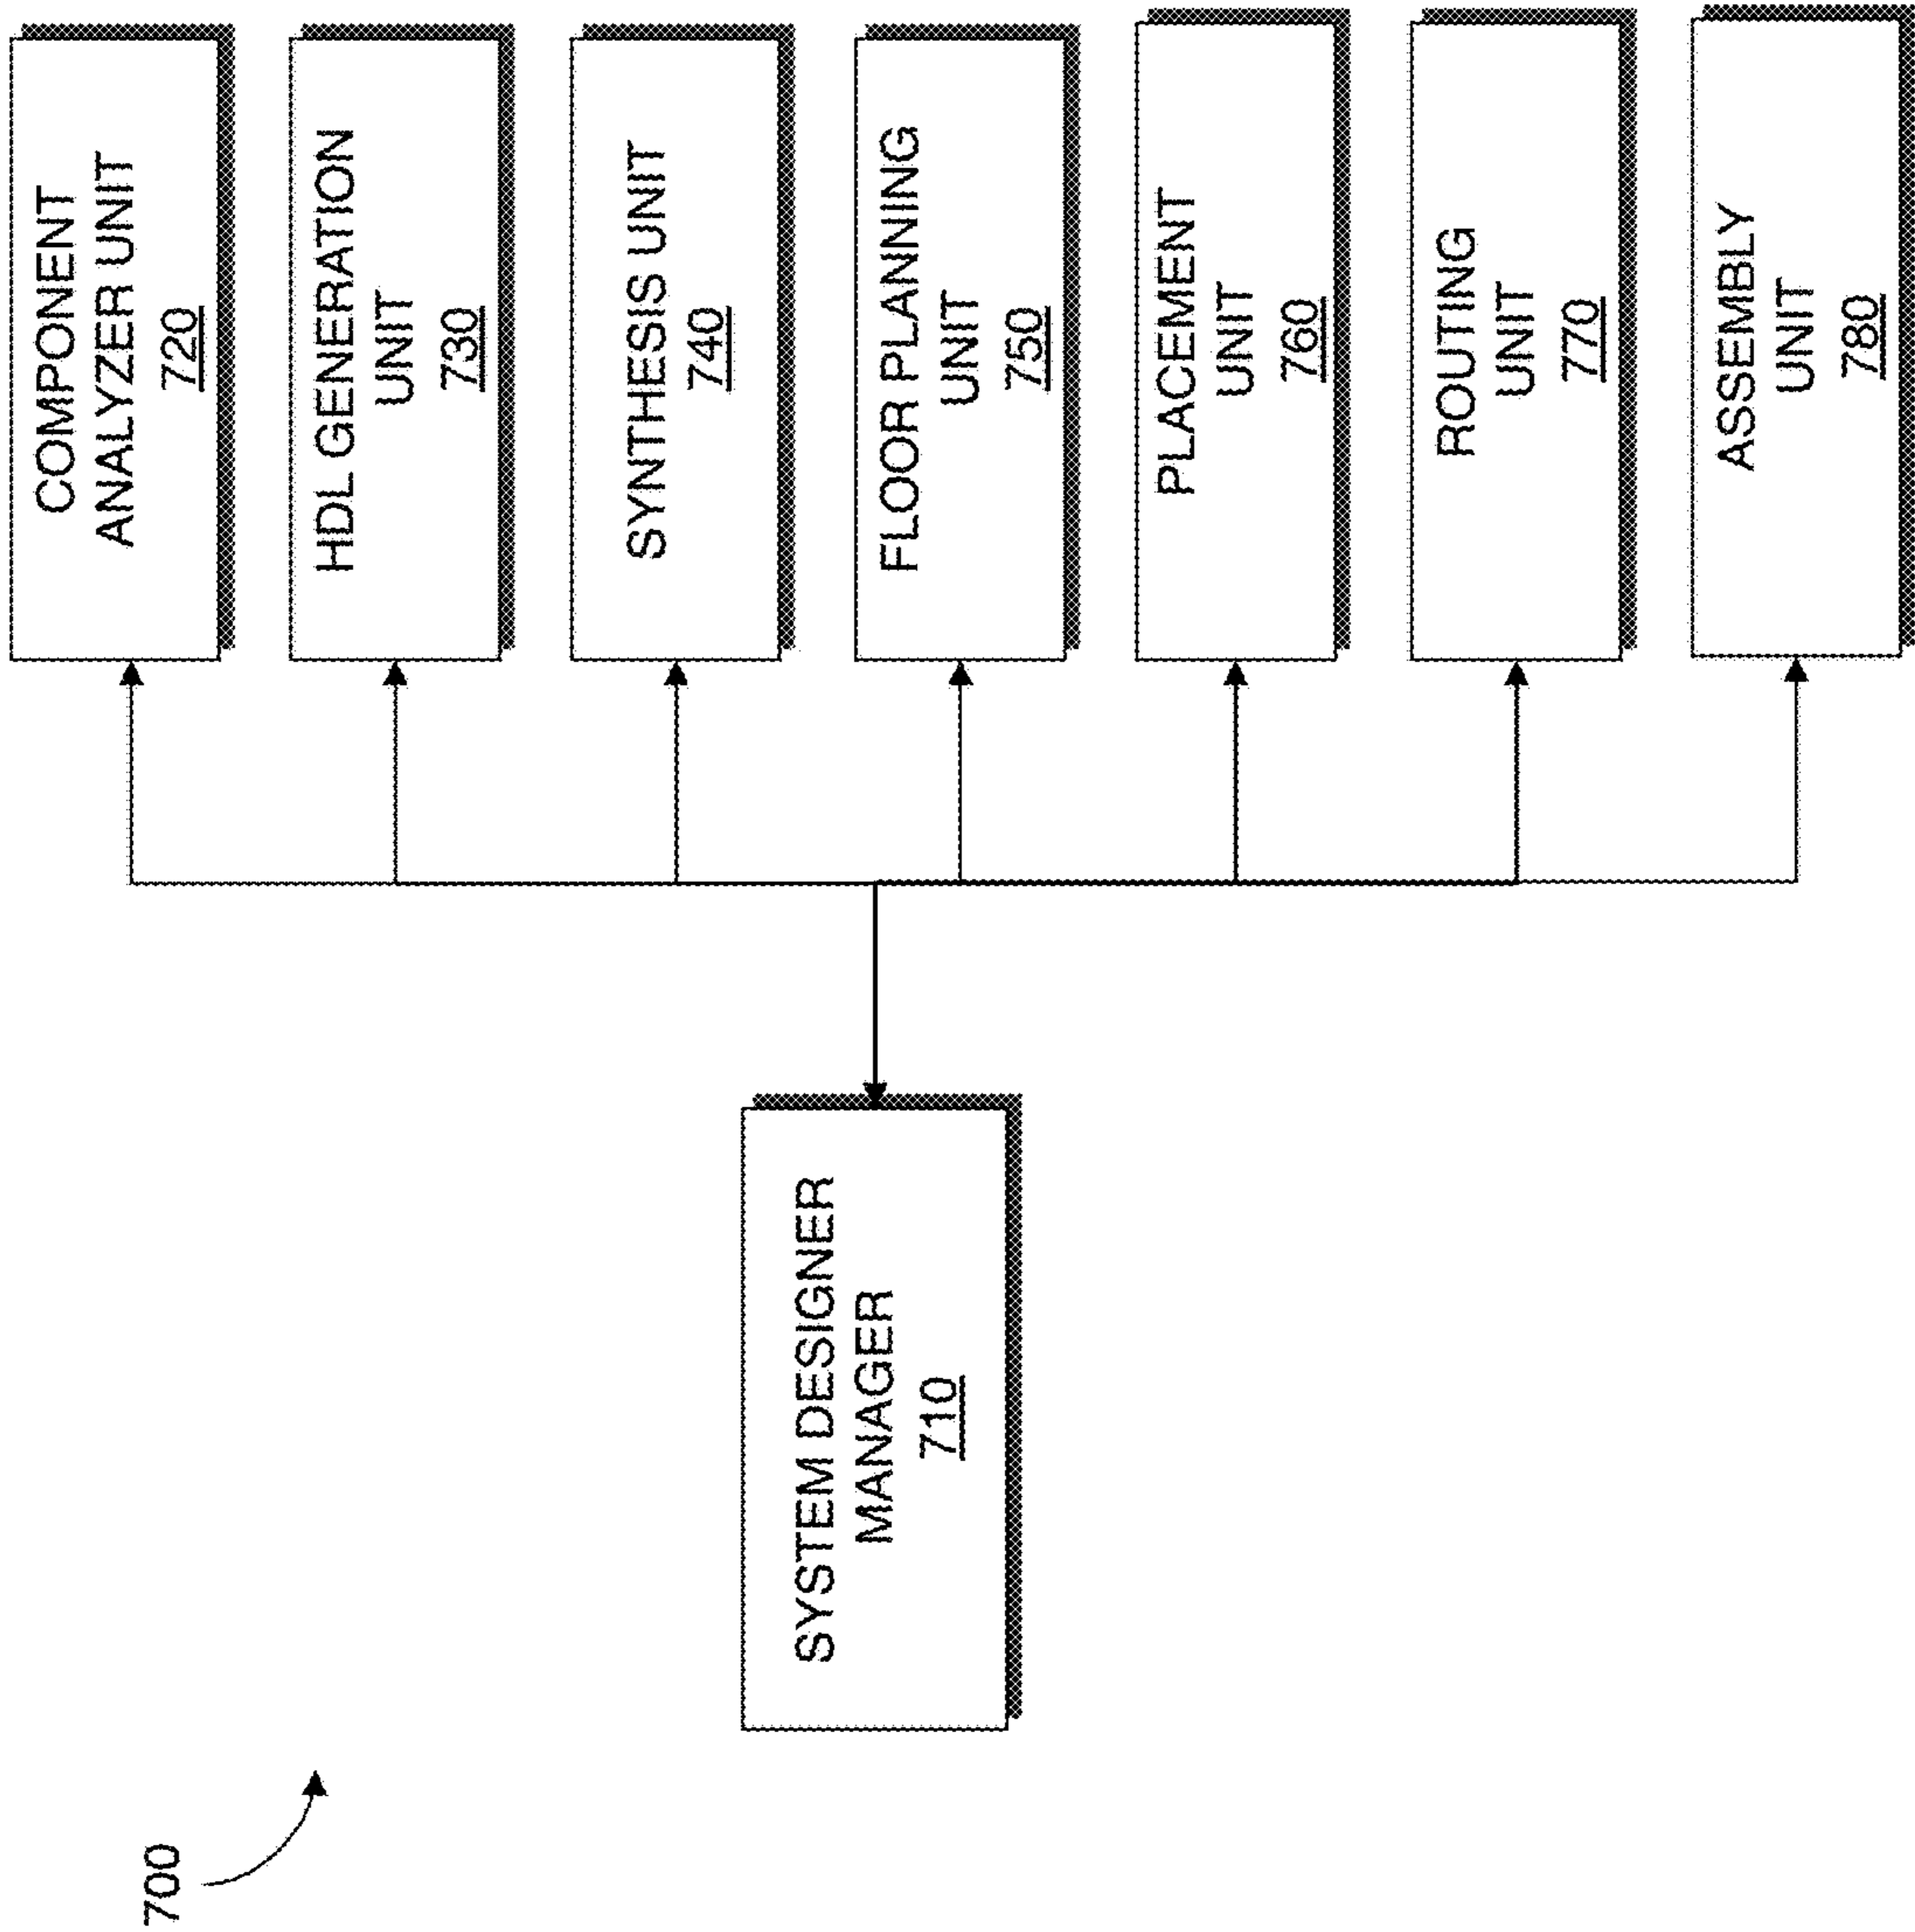 700
SYSTEM DESIGNER
MANAGER
710
COMPONENT
ANALYZER UNIT
720
HDL GENERATION
UNIT
730
SYNTHESIS UNIT
740
FLOOR PLANNING
UNIT
750
PLACEMENT
UNIT
760
ROUTING
UNIT
770
ASSEMBLY
UNIT
780